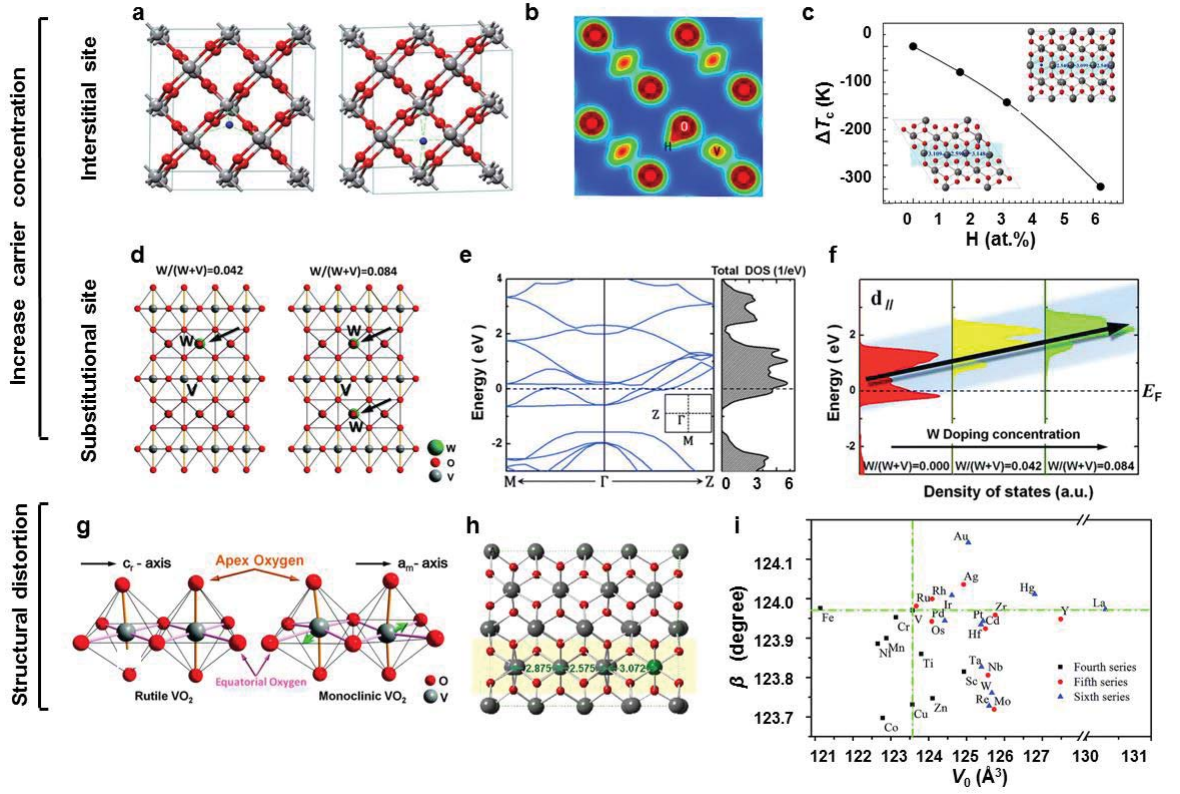 Increase carrier concentration
Structural distortion
Interstitial site
Substitutional site
a
b
O
H
V
c
ΔTc (K)
0
-100
-200
-300
0 1 2 3 4 5 6
H (at.%)
d
W/(W+V)=0.042
W/(W+V)=0.084
W
V
W
V
W
W
O
V
e
Total DOS (1/eV)
Energy ( eV )
4
2
0
-2
Z Γ
M
M Γ Z
0 3 6
f
d//
Energy ( eV )
2
0
-2
EF
W Doping concentration
W/(W+V)=0.000 W/(W+V)=0.042 W/(W+V)=0.084
Density of states (a.u.)
g
cr - axis
Apex Oxygen
am- axis
Equatorial Oxygen
Rutile VO2
Monoclinic VO2
O
V
h
2.875 2.575 3.072
i
β (degree)
124.1
124.0
123.9
123.8
123.7
Au
Ag
Hg
La
Ru
Rh
Ir
Zr
Y
Fe
V
Pd
Pt
Cd
Cr
Os
Hf
Ni
Mn
Ti
Ta
Nb
Sc
W
Cu
Zn
Re
Mo
Co
Fourth series
Fifth series
Sixth series
121 122 123 124 125 126 127 130 131
V0 (Å3)